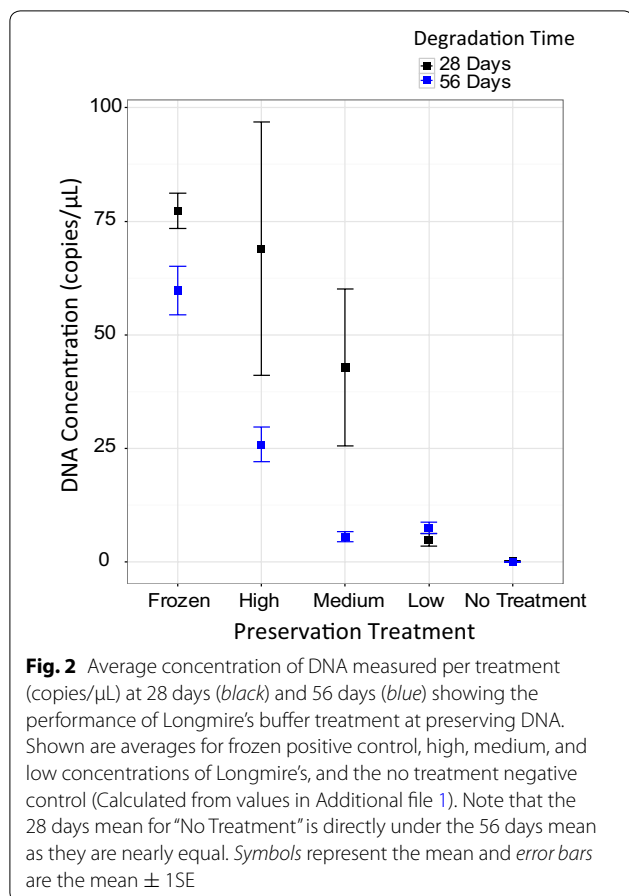 Degradation Time
28 Days
56 Days
100
75
50
25
0
DNA Concentration (copies/µL)
Frozen High Medium Low No Treatment
Preservation Treatment
Fig. 2 Average concentration of DNA measured per treatment
(copies/µL) at 28 days (black) and 56 days (blue) showing the
performance of Longmire's buffer treatment at preserving DNA.
Shown are averages for frozen positive control, high, medium, and
low concentrations of Longmire's, and the no treatment negative
control (Calculated from values in Additional file 1). Note that the
28 days mean for "No Treatment" is directly under the 56 days mean
as they are nearly equal. Symbols represent the mean and error bars
are the mean ± 1SE